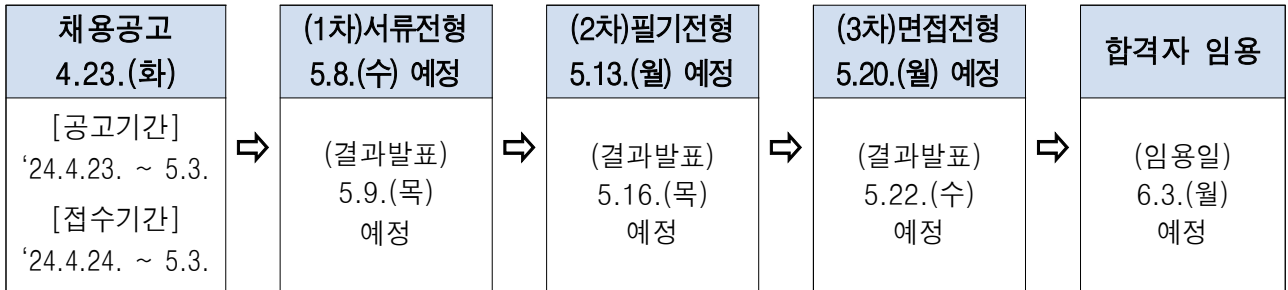 채용공고
4.23.(화)
[공고기간]
‘24.4.23. ~ 5.3.
[접수기간]
‘24.4.24. ~ 5.3.
⇨
(1차)서류전형
5.8.(수) 예정
(결과발표)
5.9.(목)
예정
⇨
(2차)필기전형
5.13.(월) 예정
(결과발표)
5.16.(목)
예정
⇨
(3차)면접전형
5.20.(월) 예정
(결과발표)
5.22.(수)
예정
⇨
합격자 임용
(임용일)
6.3.(월)
예정